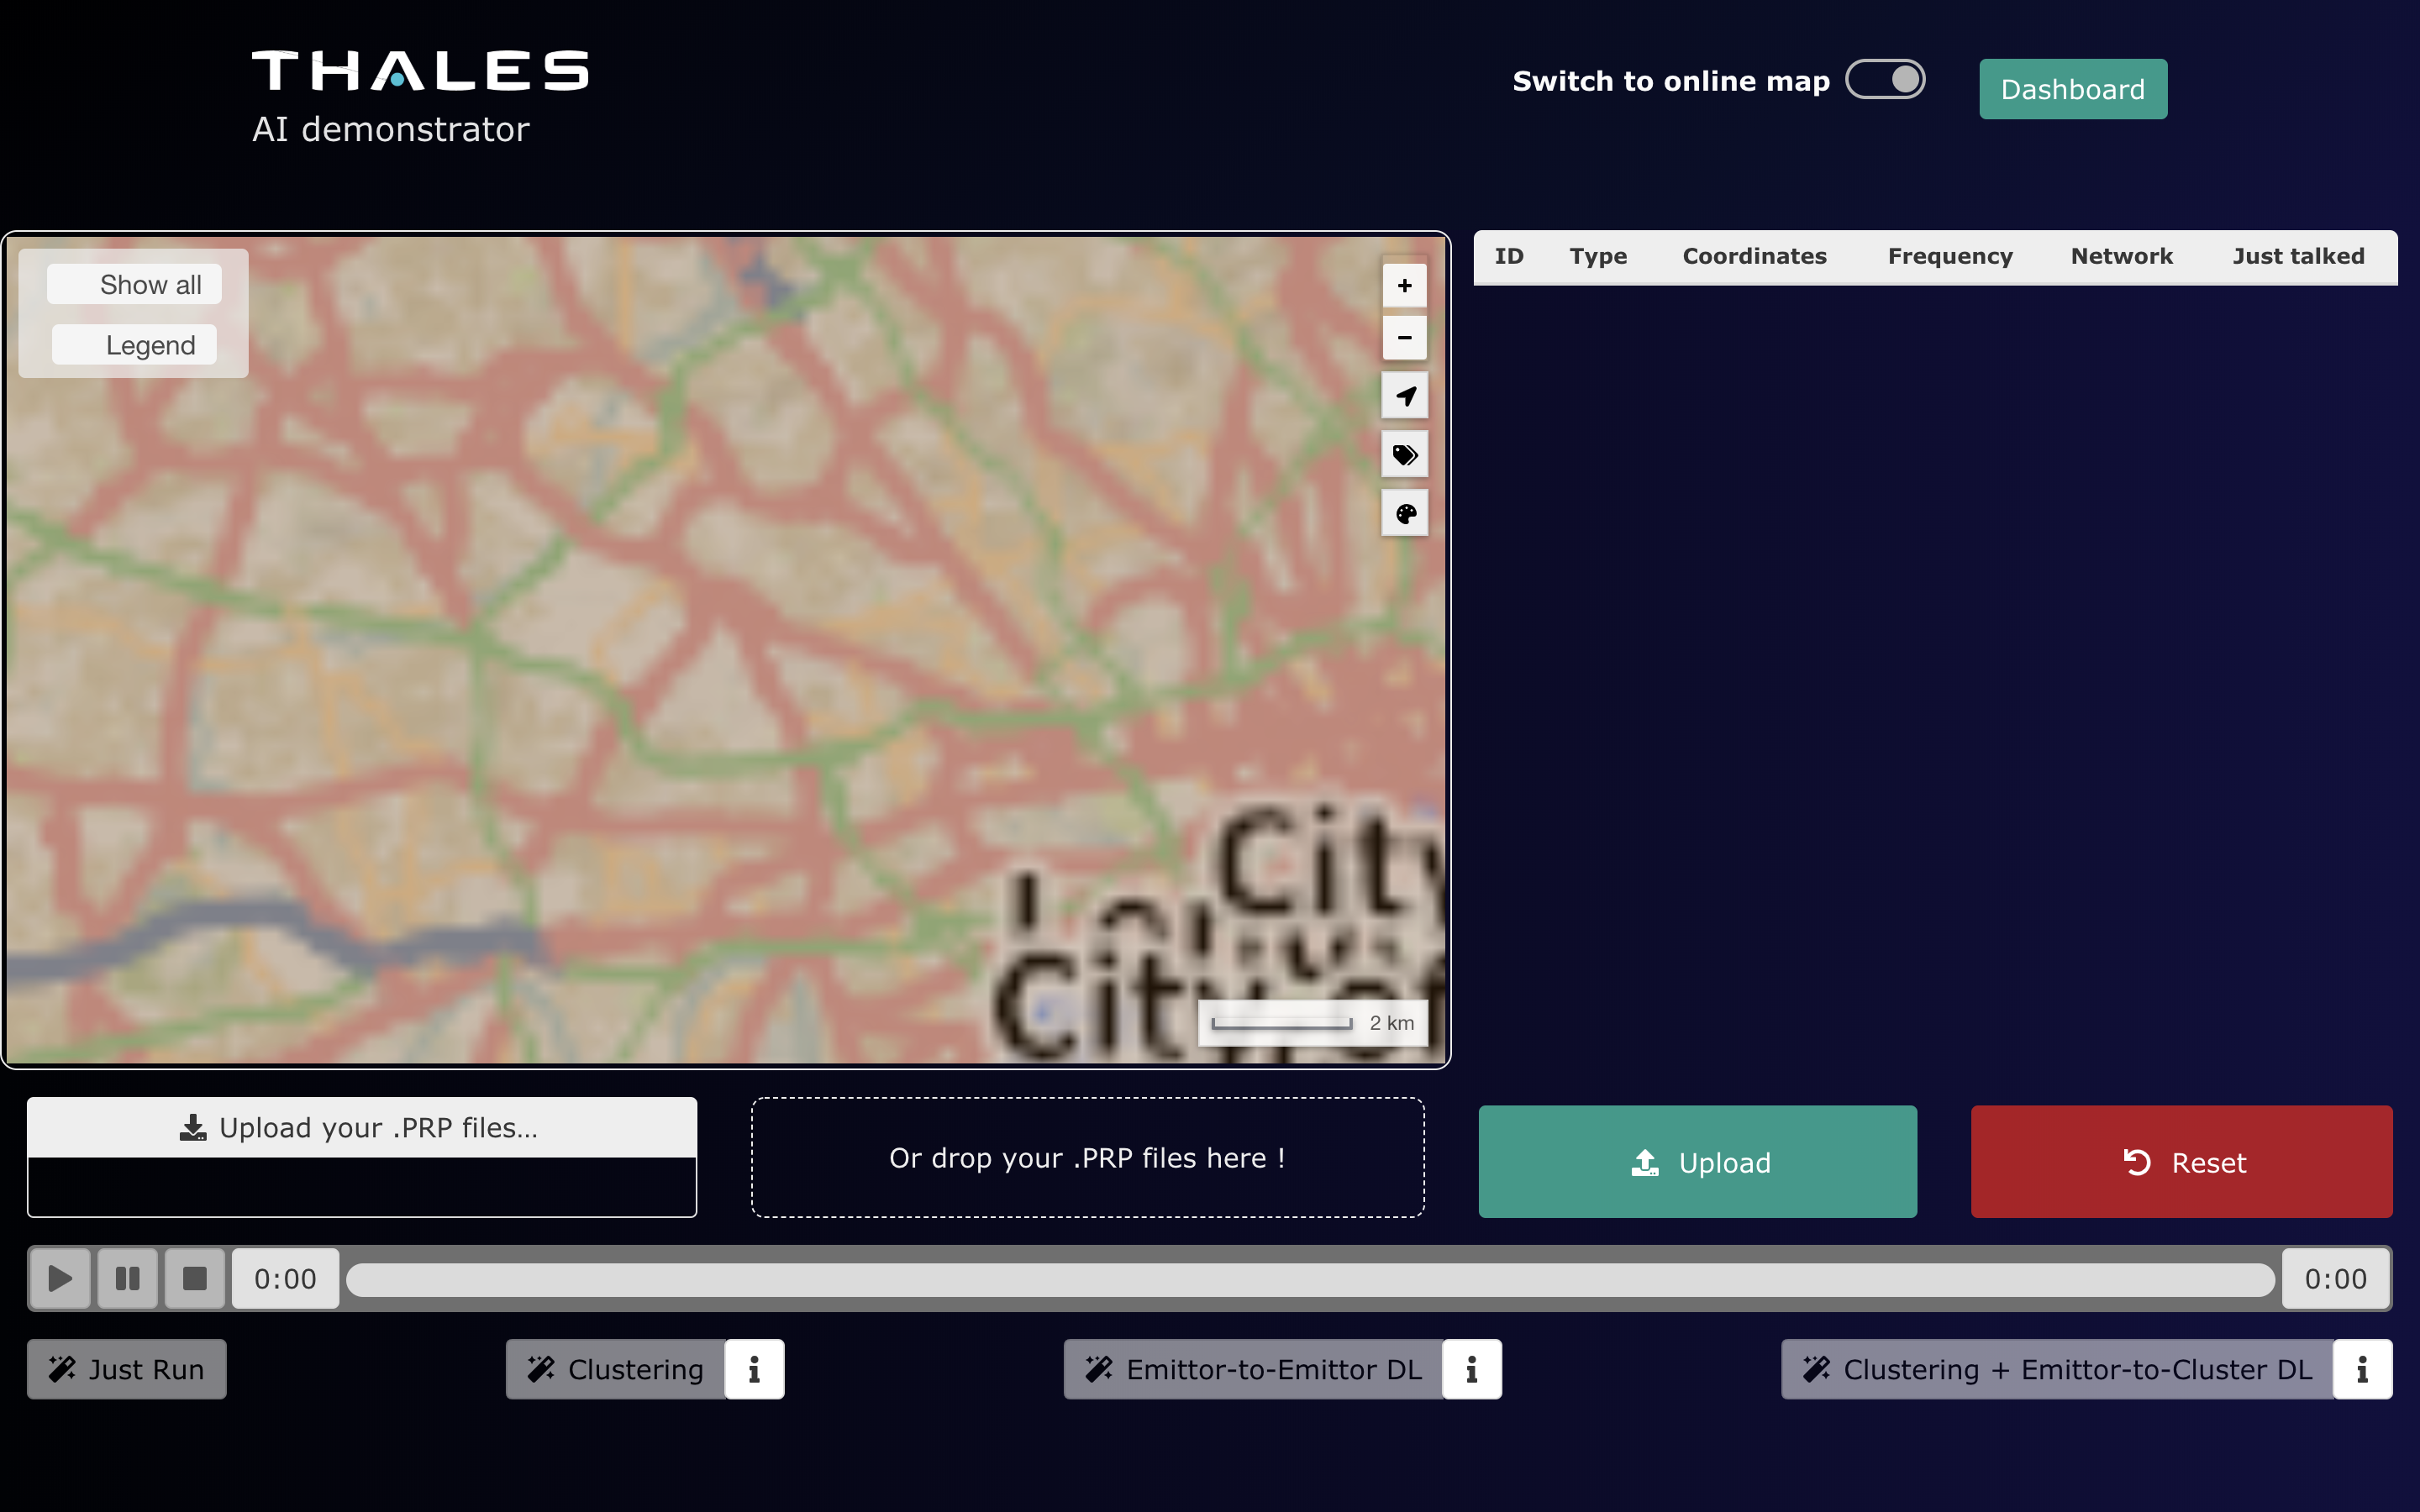 THALES
AI demonstrator
Switch to online map
Dashboard
Show all
Legend
+
−
City
City of
2 km
ID Type Coordinates Frequency Network Just talked
Upload your .PRP files...
Or drop your .PRP files here !
Upload
Reset
0:00
0:00
Just Run
Clustering
Emittor-to-Emittor DL
Clustering + Emittor-to-Cluster DL